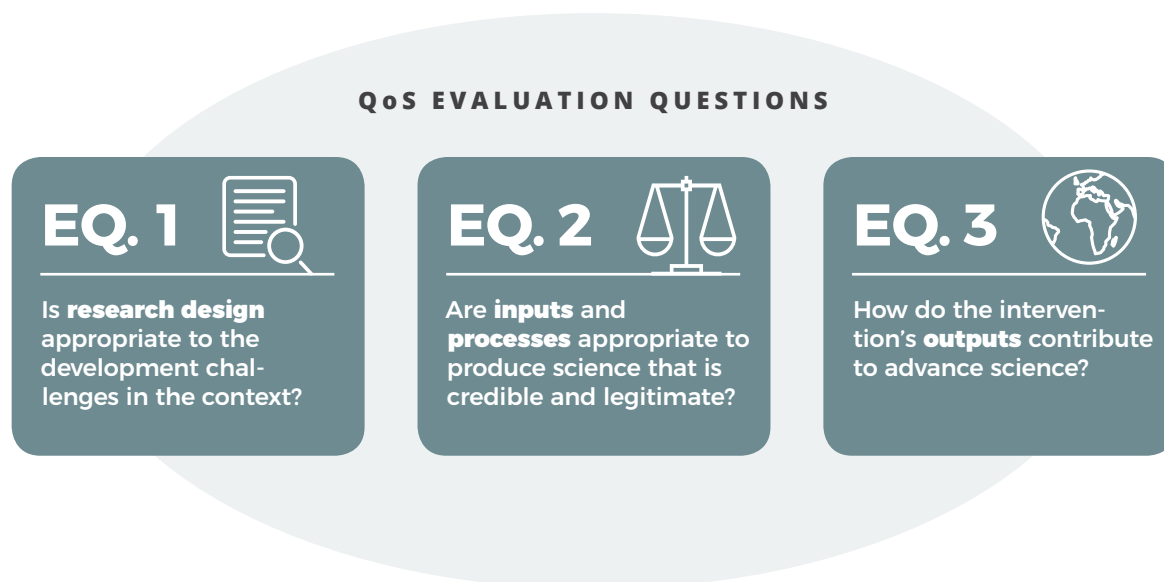 QoS EVALUATION QUESTIONS
EQ. 1
Is research design
appropriate to the
development chal-
lenges in the context?
EQ. 2
Are inputs and
processes appropriate to
produce science that is
credible and legitimate?
EQ. 3
How do the interven-
tion's outputs contribute
to advance science?